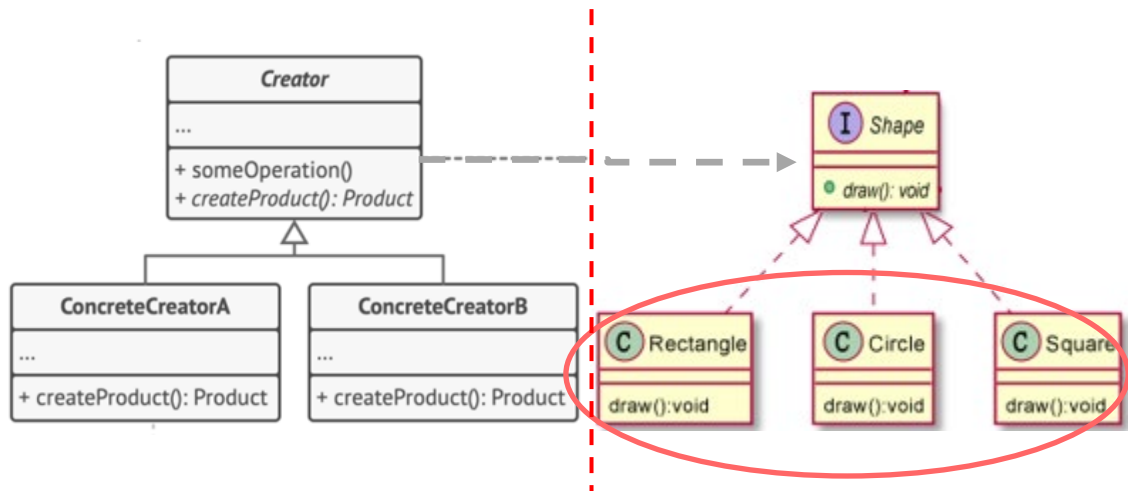 Creator
...
+ someOperation()
+ createProduct(): Product
ConcreteCreatorA
...
+ createProduct(): Product
ConcreteCreatorB
...
+ createProduct(): Product
I Shape
draw(): void
C Rectangle
draw():void
C Circle
draw():void
C Square
draw():void